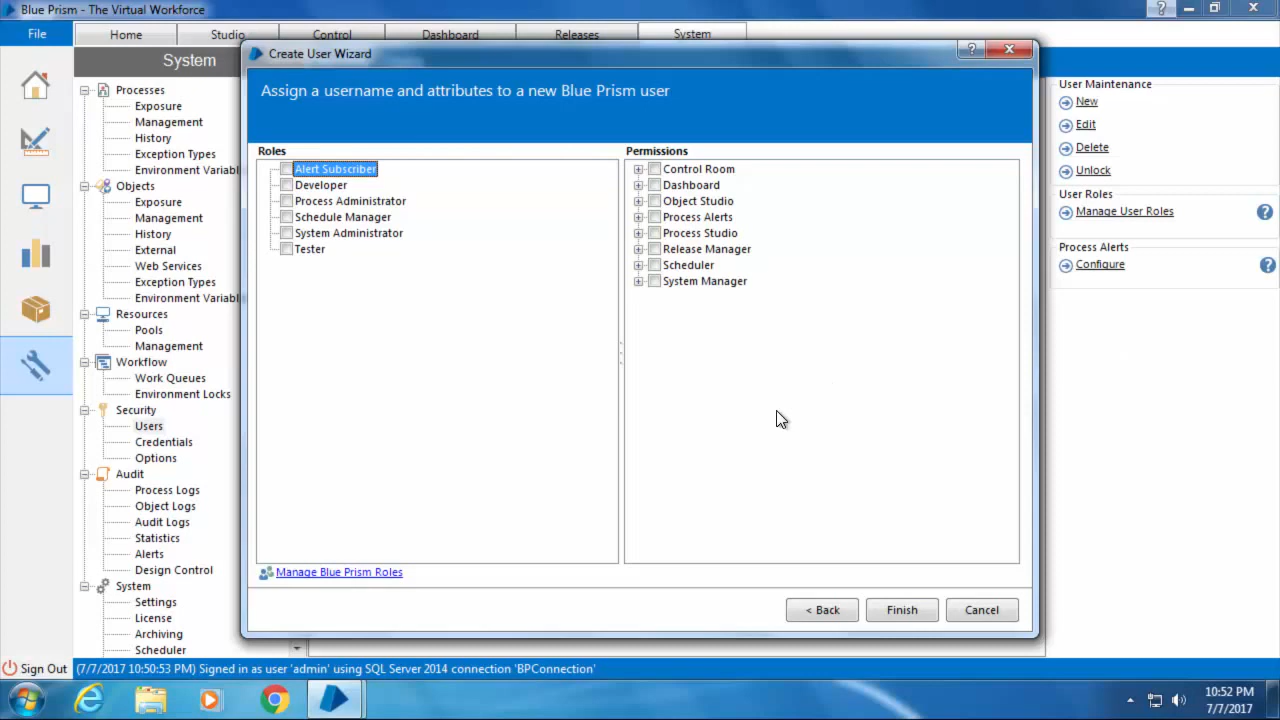 Blue Prism - The Virtual Workforce
?
File
Home
Studio
Control
Dashboard
Releases
System
System
Processes
Exposure
Management
History
Exception Types
Environment Variabl
Objects
Exposure
Management
History
External
Web Services
Exception Types
Environment Variabl
Resources
Pools
Management
Workflow
Work Queues
Environment Locks
Security
Users
Credentials
Options
Audit
Process Logs
Object Logs
Audit Logs
Statistics
Alerts
Design Control
System
Settings
License
Archiving
Scheduler
Create User Wizard
?
Assign a username and attributes to a new Blue Prism user
Roles
Alert Subscriber
Developer
Process Administrator
Schedule Manager
System Administrator
Tester
Permissions
Control Room
Dashboard
Object Studio
Process Alerts
Process Studio
Release Manager
Scheduler
System Manager
Manage Blue Prism Roles
< Back
Finish
Cancel
User Maintenance
New
Edit
Delete
Unlock
User Roles
Manage User Roles
?
Process Alerts
Configure
?
Sign Out
(7/7/2017 10:50:53 PM) Signed in as user 'admin' using SQL Server 2014 connection 'BPConnection'
10:52 PM
7/7/2017